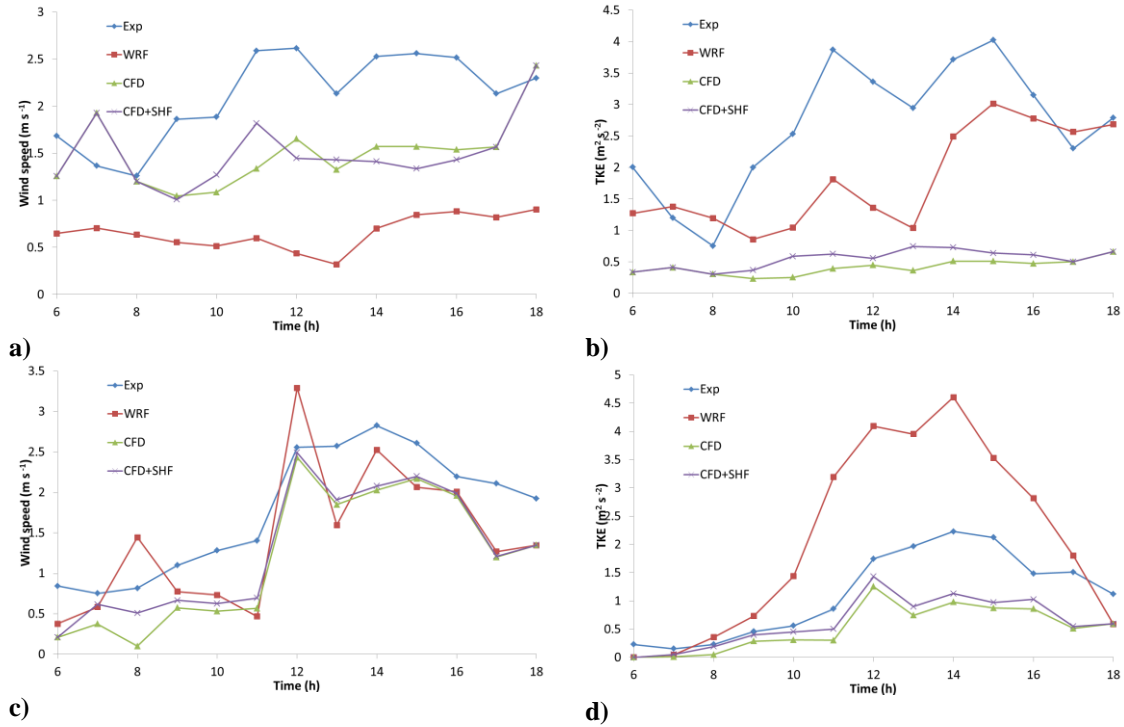 3
2.5
2
1.5
1
0.5
0
Wind speed (m s⁻¹)
Exp
WRF
CFD
CFD+SHF
6 7 8 9 10 11 12 13 14 15 16 17 18
Time (h)
a)
4.5
4
3.5
3
2.5
2
1.5
1
0.5
0
TKE (m² s⁻²)
Exp
WRF
CFD
CFD+SHF
6 8 10 12 14 16 18
Time (h)
b)
3.5
3
2.5
2
1.5
1
0.5
0
Wind speed (m s⁻¹)
Exp
WRF
CFD
CFD+SHF
6 8 10 12 14 16 18
Time (h)
c)
5
4.5
4
3.5
3
2.5
2
1.5
1
0.5
0
TKE (m² s⁻²)
Exp
WRF
CFD
CFD+SHF
6 8 10 12 14 16 18
Time (h)
d)